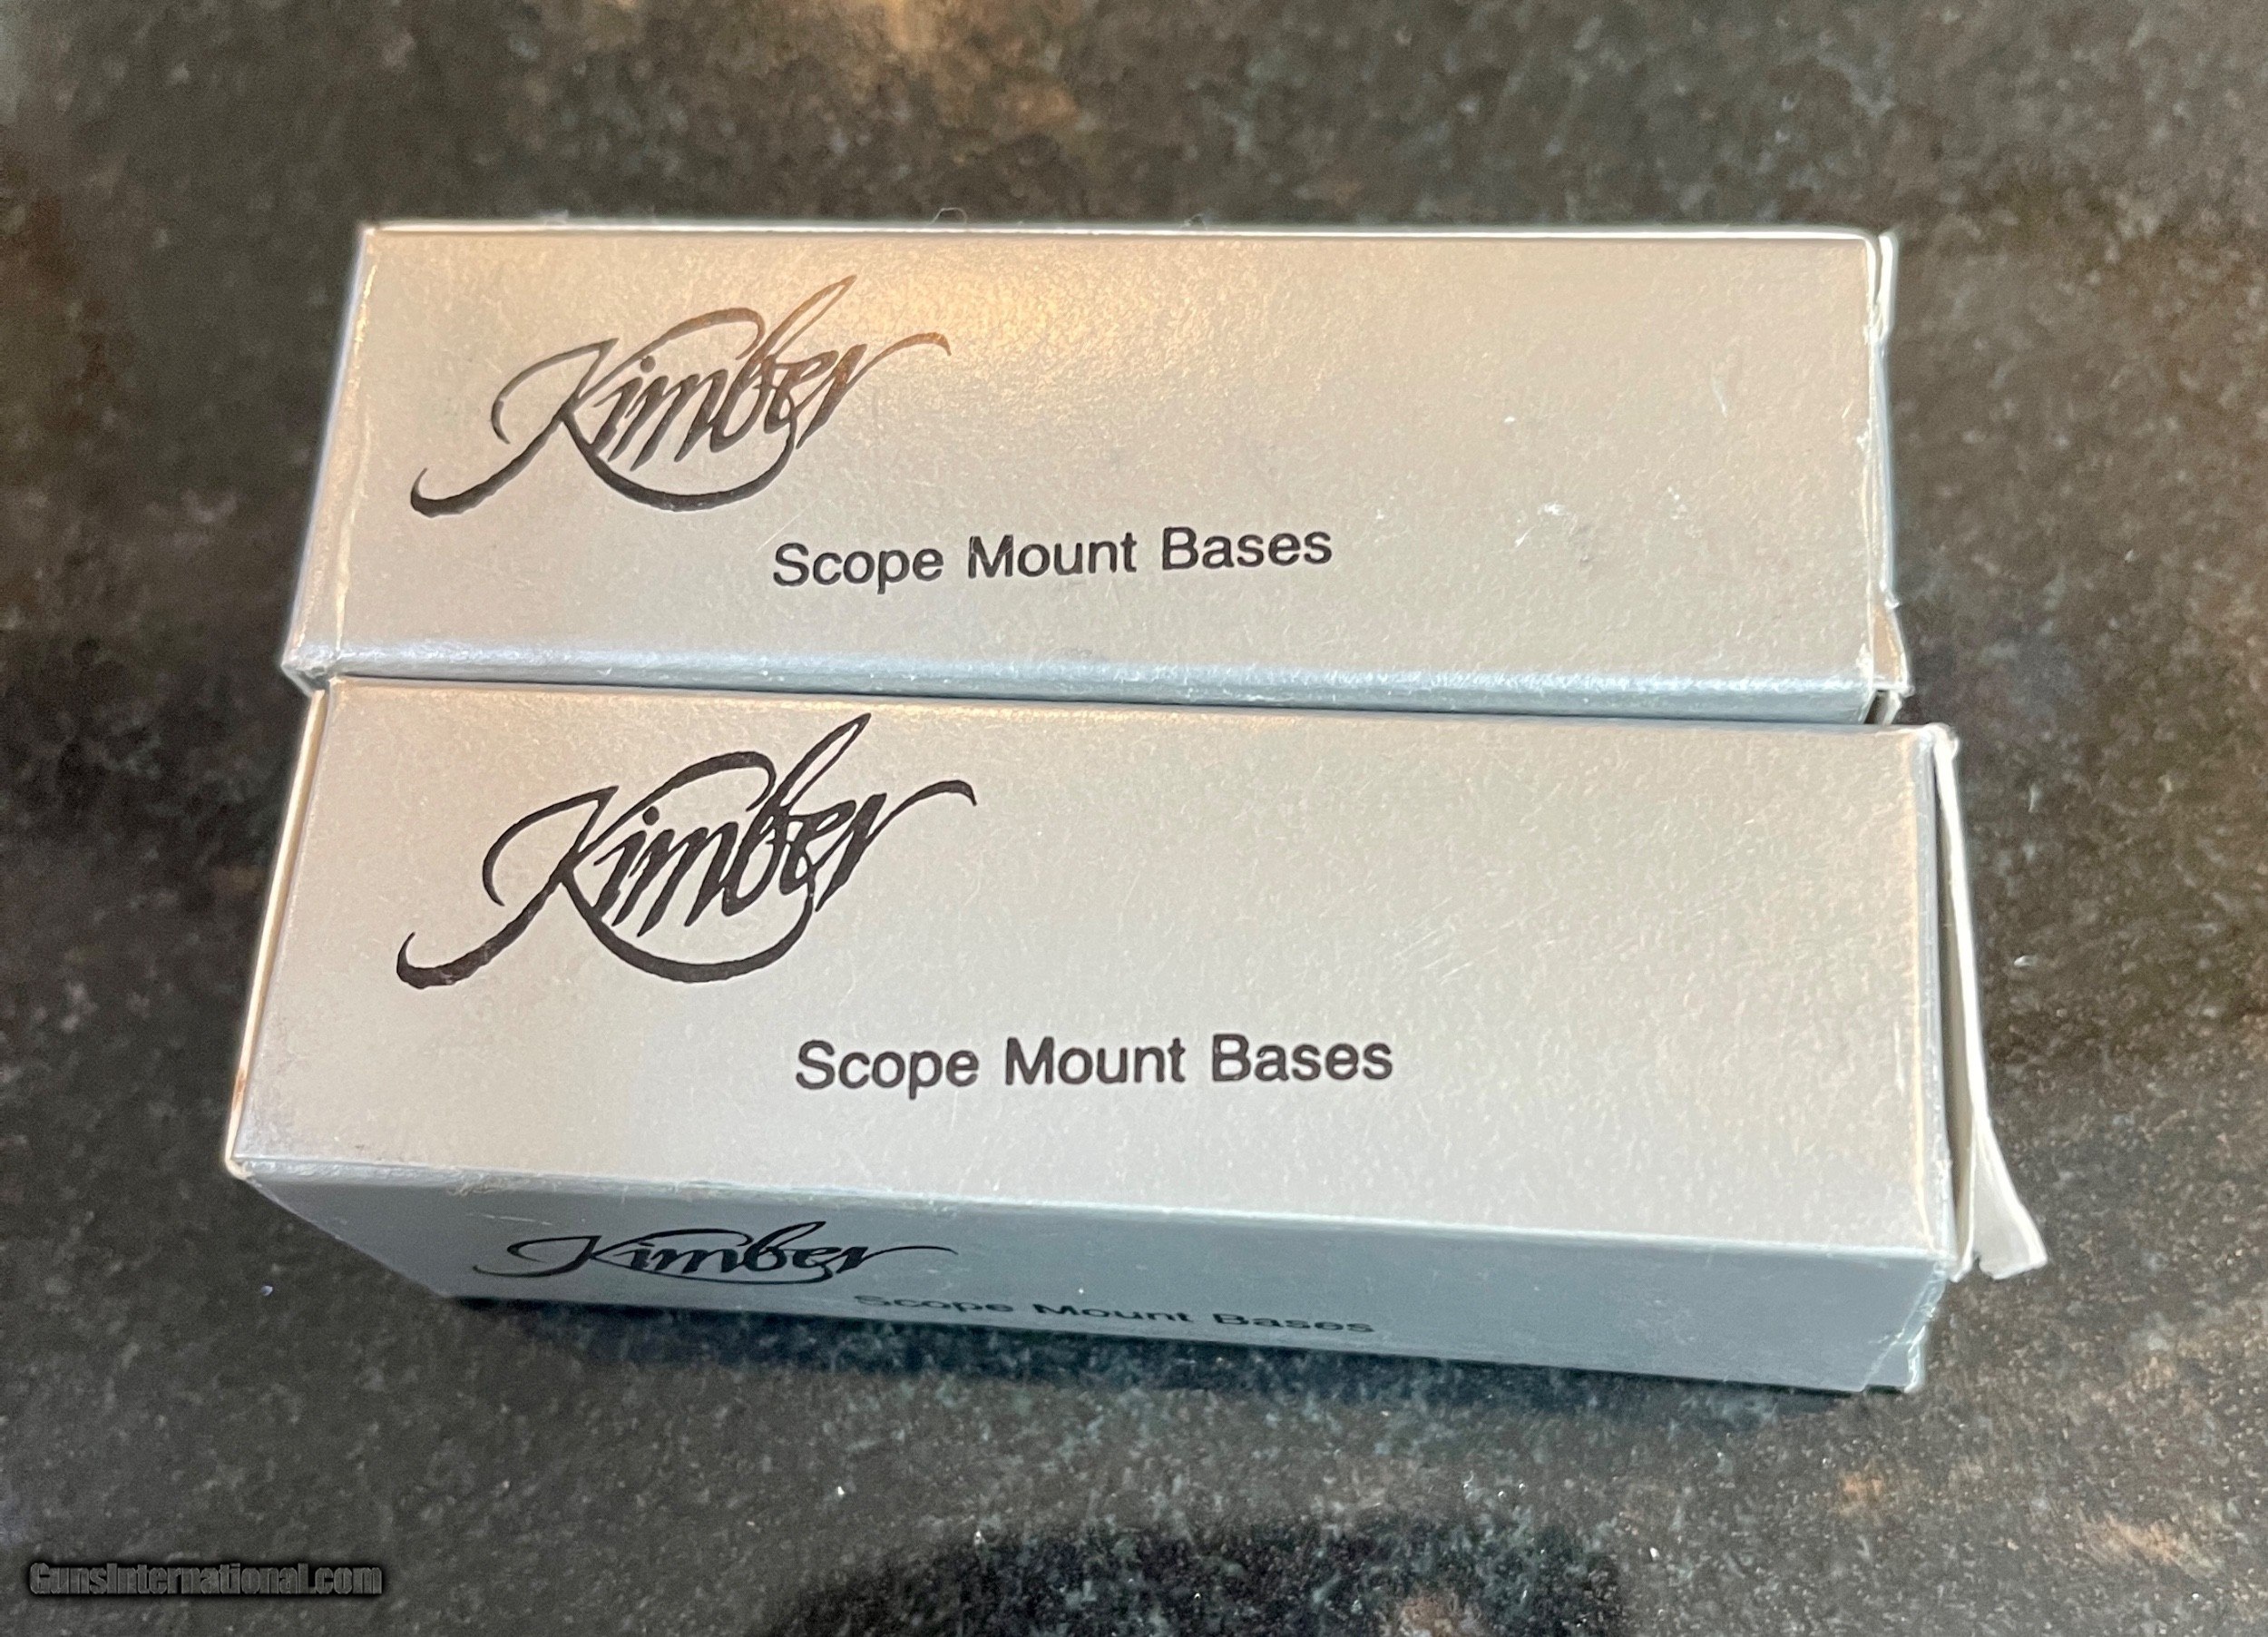 Kimber
Scope Mount Bases
Kimber
Scope Mount Bases
Kimber
Scope Mount Bases
GunsInternational.com